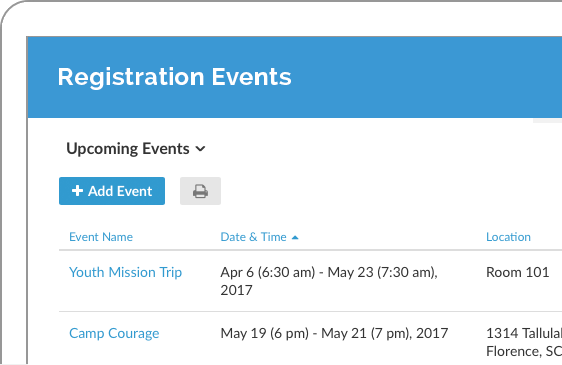 Registration Events
Upcoming Events
+ Add Event
Event Name Date & Time Location
Youth Mission Trip Apr 6 (6:30 am) - May 23 (7:30 am), Room 101
2017
Camp Courage May 19 (6 pm) - May 21 (7 pm), 2017 1314
Florence, SC